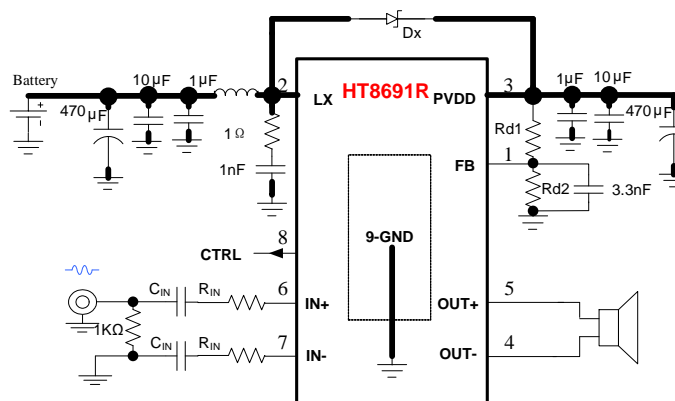 Dx
Battery
10μF
1μF
470μF
2
LX
HT8691R
PVDD
3
1μF
10μF
470μF
1Ω
1nF
Rd1
1
FB
Rd2
3.3nF
9-GND
8
CTRL
CIN
RIN
6
IN+
5
OUT+
1KΩ
CIN
RIN
7
IN-
4
OUT-
+
-